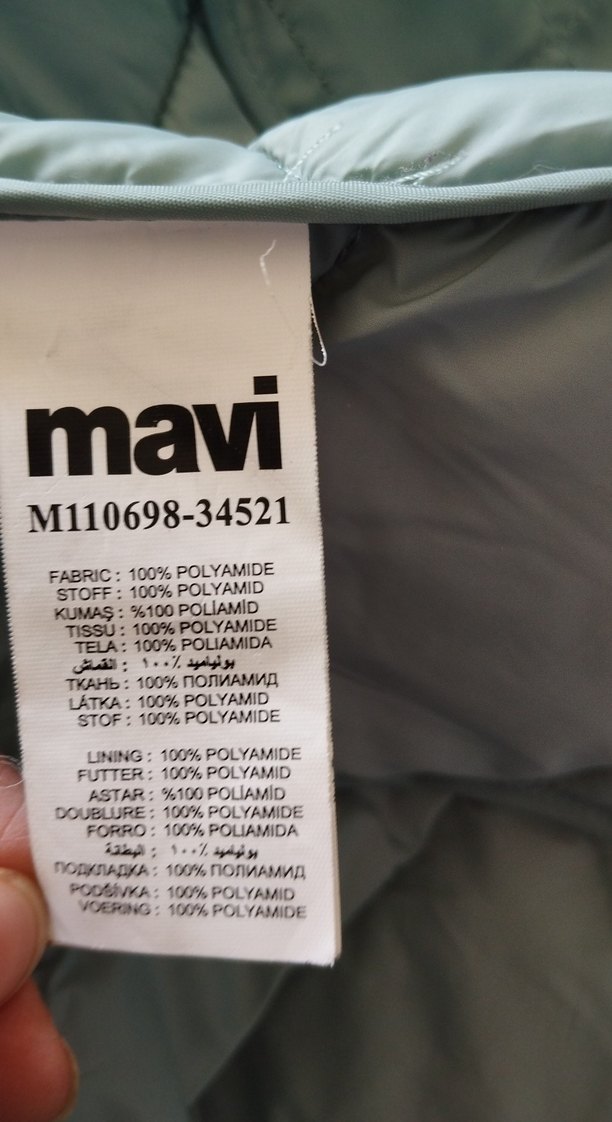 mavi
M110698-34521
FABRIC : 100% POLYAMIDE
STOFF : 100% POLYAMID
KUMAŞ : %100 POLİAMİD
TISSU : 100% POLYAMIDE
TELA : 100% POLIAMIDA
القماش : ١٠٠٪ بولياميد
ТКАНЬ : 100% ПОЛИАМИД
LÁTKA : 100% POLYAMID
STOF : 100% POLYAMIDE
LINING : 100% POLYAMIDE
FUTTER : 100% POLYAMID
ASTAR : %100 POLİAMİD
DOUBLURE : 100% POLYAMIDE
FORRO : 100% POLIAMIDA
البطانة : ١٠٠٪ بولياميد
ПОДКЛАДКА : 100% ПОЛИАМИД
PODŠÍVKA : 100% POLYAMID
VOERING : 100% POLYAMIDE